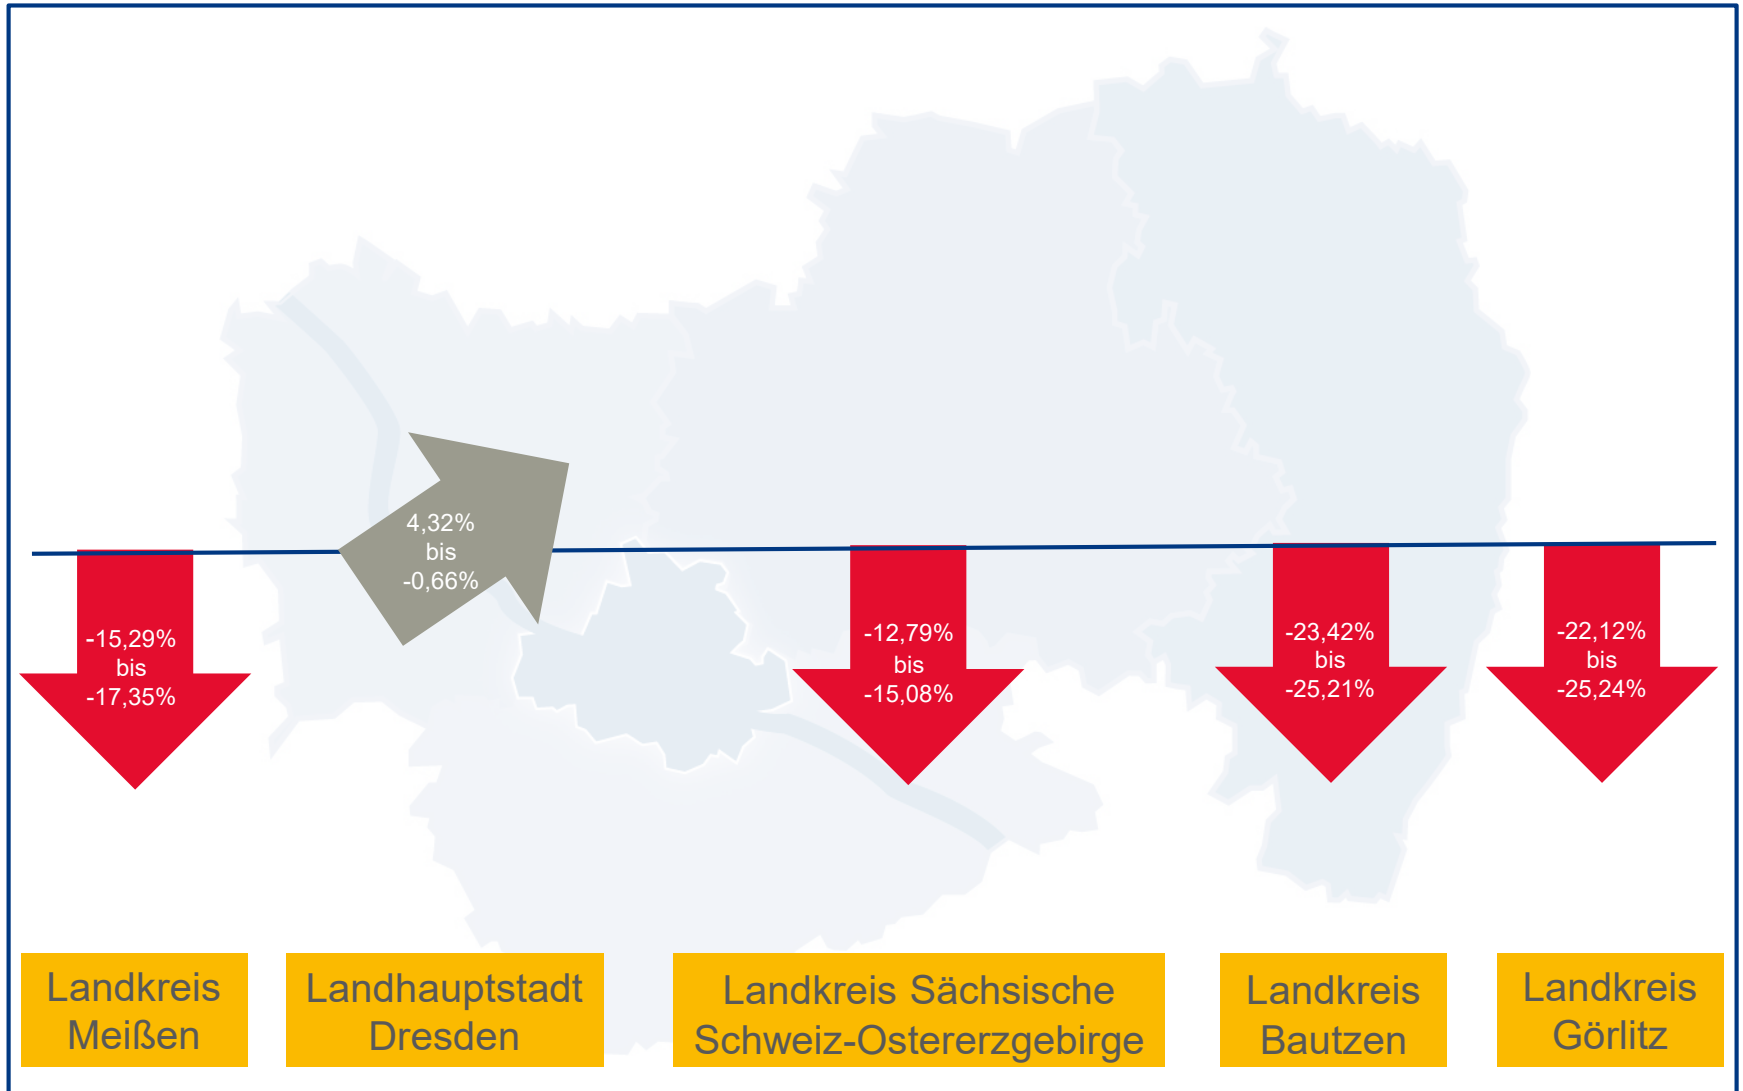 4,32%
bis
-0,66%
-15,29%
bis
-17,35%
-12,79%
bis
-15,08%
-23,42%
bis
-25,21%
-22,12%
bis
-25,24%
Landkreis
Meißen
Landhauptstadt
Dresden
Landkreis Sächsische
Schweiz-Ostererzgebirge
Landkreis
Bautzen
Landkreis
Görlitz